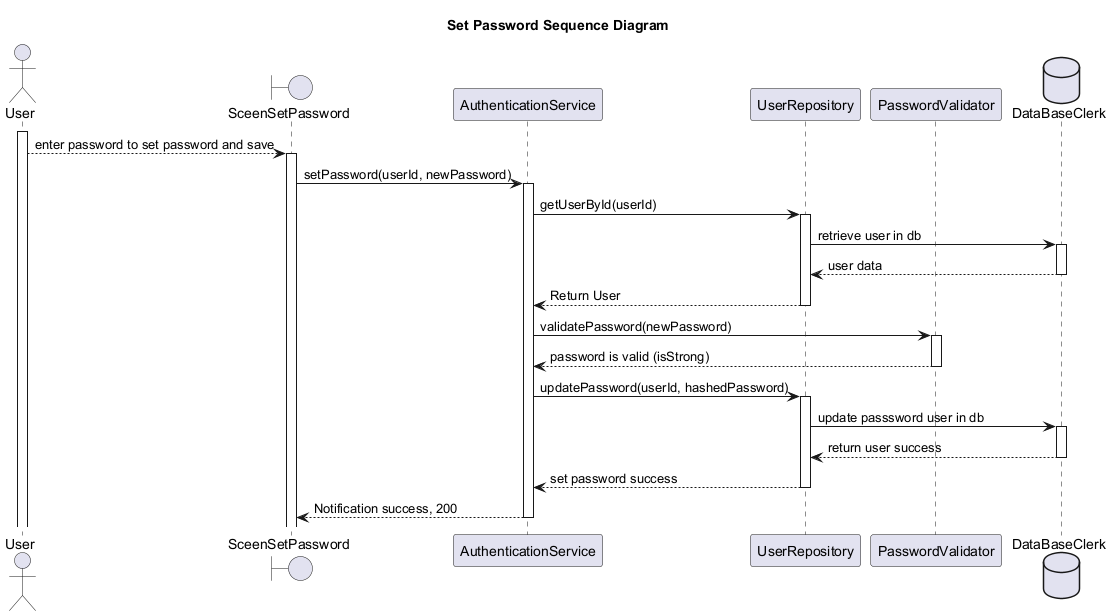 Set Password Sequence Diagram
User
SceenSetPassword
AuthenticationService
UserRepository
PasswordValidator
DataBaseClerk
enter password to set password and save
setPassword(userId, newPassword)
getUserById(userId)
retrieve user in db
user data
Return User
validatePassword(newPassword)
password is valid (isStrong)
updatePassword(userId, hashedPassword)
update passsword user in db
return user success
set password success
Notification success, 200
User
SceenSetPassword
AuthenticationService
UserRepository
PasswordValidator
DataBaseClerk